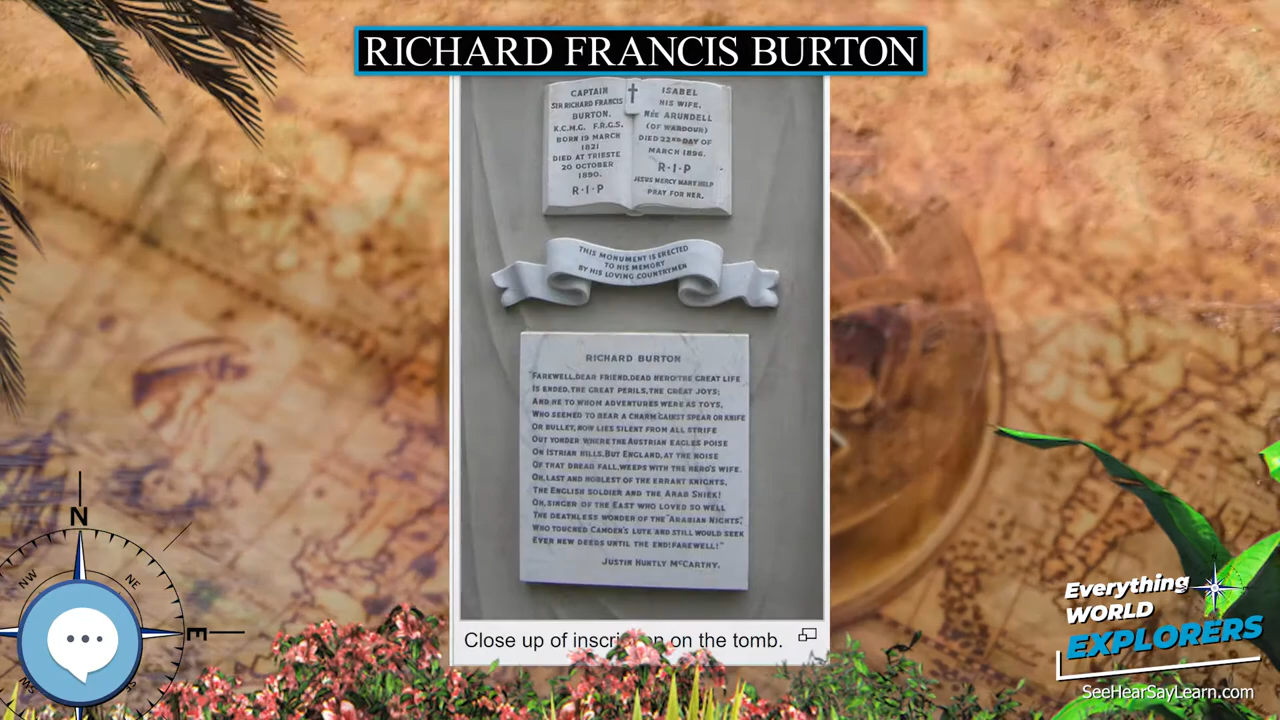 RICHARD FRANCIS BURTON
CAPTAIN
SIR RICHARD FRANCIS
BURTON,
K.C.M.G. F.R.G.S.
BORN 19 MARCH
1821
DIED AT TRIESTE
20 OCTOBER
1890.
R·I·P
ISABEL
HIS WIFE,
NÉE ARUNDELL
(OF WARDOUR)
DIED 22ND DAY OF
MARCH 1896.
R·I·P
JESUS MERCY MARY HELP
PRAY FOR HER.
THIS MONUMENT IS ERECTED
TO HIS MEMORY
BY HIS LOVING COUNTRYMEN
RICHARD BURTON
"FAREWELL, DEAR FRIEND, DEAD HERO! THE GREAT LIFE
IS ENDED, THE GREAT PERILS, THE GREAT JOYS;
AND HE TO WHOM ADVENTURES WERE AS TOYS,
WHO SEEMED TO BEAR A CHARM 'GAINST SPEAR OR KNIFE
OR BULLET, NOW LIES SILENT FROM ALL STRIFE
OUT YONDER WHERE THE AUSTRIAN EAGLES POISE
ON ISTRIAN HILLS. BUT ENGLAND, AT THE NOISE
OF THAT DREAD FALL, WEEPS WITH THE HERO'S WIFE.
OH, LAST AND NOBLEST OF THE ERRANT KNIGHTS,
THE ENGLISH SOLDIER AND THE ARAB SHIEK!
OH, SINGER OF THE EAST WHO LOVED SO WELL
THE DEATHLESS WONDER OF THE "ARABIAN NIGHTS,"
WHO TOUCHED CAMOEN'S LUTE AND STILL WOULD SEEK
EVER NEW DEEDS UNTIL THE END! FAREWELL!"
JUSTIN HUNTLY MCCARTHY.
Close up of inscription on the tomb.
N
NW
NE
E
Everything
WORLD
EXPLORERS
SeeHearSayLearn.com